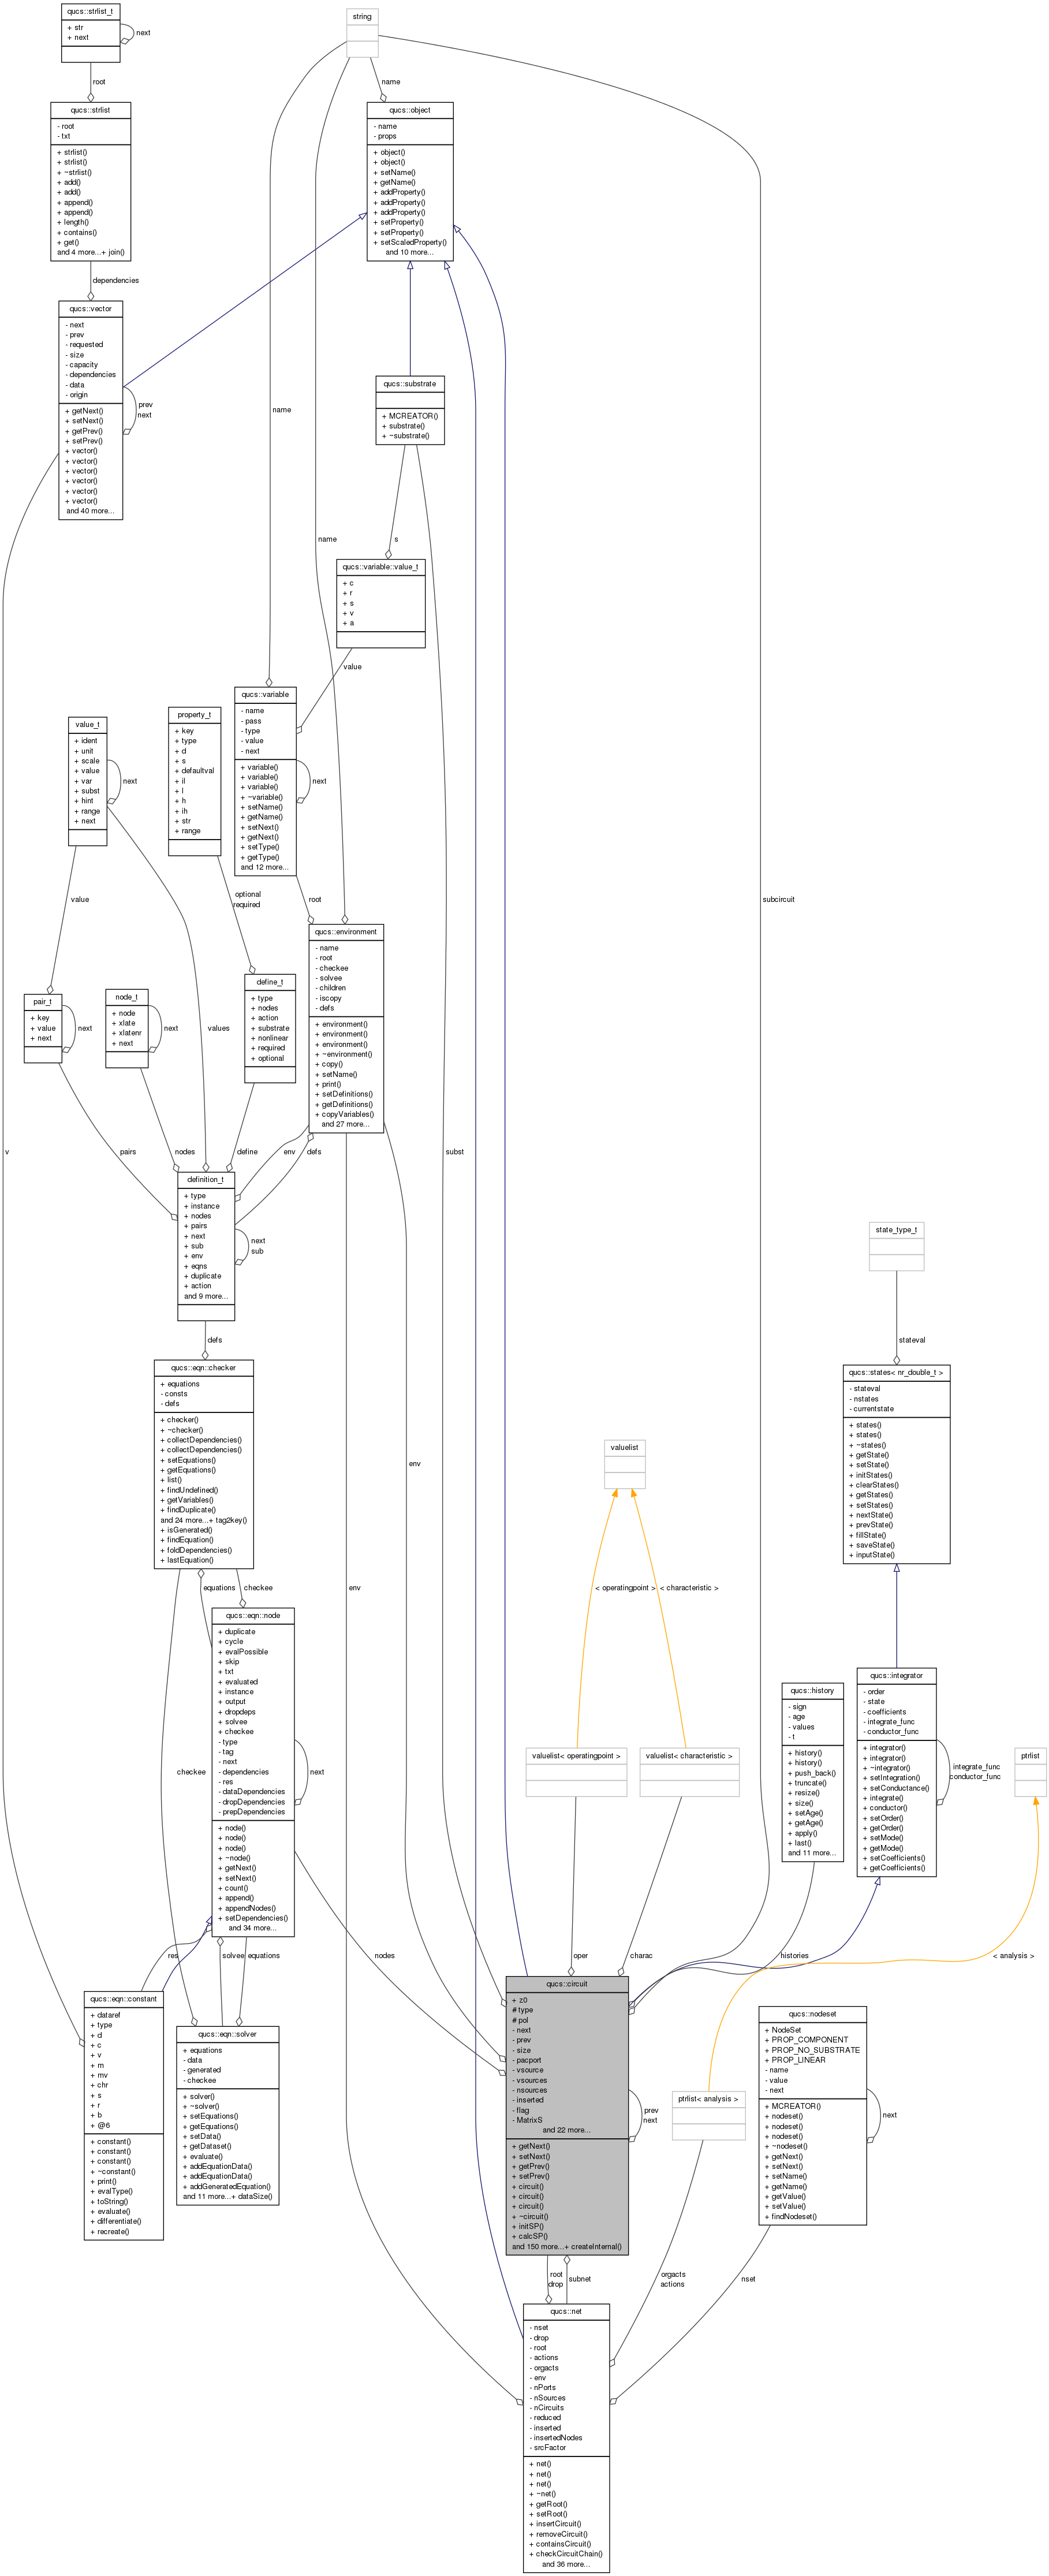 qucs::strlist_t
+ str
+ next
next
root
string
name
qucs::strlist
- root
- txt
+ strlist()
+ strlist()
+ ~strlist()
+ add()
+ add()
+ append()
+ append()
+ length()
+ contains()
+ get()
and 4 more...+ join()
qucs::object
- name
- props
+ object()
+ object()
+ setName()
+ getName()
+ addProperty()
+ addProperty()
+ addProperty()
+ setProperty()
+ setProperty()
+ setScaledProperty()
and 10 more...
dependencies
qucs::vector
- next
- prev
- requested
- size
- capacity
- dependencies
- data
- origin
+ getNext()
+ setNext()
+ getPrev()
+ setPrev()
+ vector()
+ vector()
+ vector()
+ vector()
+ vector()
+ vector()
and 40 more...
prev
next
name
name
qucs::substrate
+ MCREATOR()
+ substrate()
+ ~substrate()
s
qucs::variable::value_t
+ c
+ r
+ s
+ v
+ a
value
qucs::variable
- name
- pass
- type
- value
- next
+ variable()
+ variable()
+ variable()
+ ~variable()
+ setName()
+ getName()
+ setNext()
+ getNext()
+ setType()
+ getType()
and 12 more...
next
property_t
+ key
+ type
+ d
+ s
+ defaultval
+ il
+ l
+ h
+ ih
+ str
+ range
value_t
+ ident
+ unit
+ scale
+ value
+ var
+ subst
+ hint
+ range
+ next
next
value
optional
required
root
subcircuit
qucs::environment
- name
- root
- checkee
- solvee
- children
- iscopy
- defs
+ environment()
+ environment()
+ environment()
+ ~environment()
+ copy()
+ setName()
+ print()
+ setDefinitions()
+ getDefinitions()
+ copyVariables()
and 27 more...
define_t
+ type
+ nodes
+ action
+ substrate
+ nonlinear
+ required
+ optional
node_t
+ node
+ xlate
+ xlatenr
+ next
next
pair_t
+ key
+ value
+ next
next
values
v
pairs
nodes
define
env
defs
subst
definition_t
+ type
+ instance
+ nodes
+ pairs
+ next
+ sub
+ env
+ eqns
+ duplicate
+ action
and 9 more...
next
sub
state_type_t
stateval
defs
qucs::eqn::checker
+ equations
- consts
- defs
+ checker()
+ ~checker()
+ collectDependencies()
+ collectDependencies()
+ setEquations()
+ getEquations()
+ list()
+ findUndefined()
+ getVariables()
+ findDuplicate()
and 24 more...+ tag2key()
+ isGenerated()
+ findEquation()
+ foldDependencies()
+ lastEquation()
qucs::states< nr_double_t >
- stateval
- nstates
- currentstate
+ states()
+ states()
+ ~states()
+ getState()
+ setState()
+ initStates()
+ clearStates()
+ getStates()
+ setStates()
+ nextState()
+ prevState()
+ fillState()
+ saveState()
+ inputState()
valuelist
env
env
equations
checkee
< operatingpoint >
< characteristic >
qucs::eqn::node
+ duplicate
+ cycle
+ evalPossible
+ skip
+ txt
+ evaluated
+ instance
+ output
+ dropdeps
+ solvee
+ checkee
- type
- tag
- next
- dependencies
- res
- dataDependencies
- dropDependencies
- prepDependencies
+ node()
+ node()
+ node()
+ ~node()
+ getNext()
+ setNext()
+ count()
+ append()
+ appendNodes()
+ setDependencies()
and 34 more...
next
checkee
qucs::history
- sign
- age
- values
- t
+ history()
+ history()
+ push_back()
+ truncate()
+ resize()
+ size()
+ setAge()
+ getAge()
+ apply()
+ last()
and 11 more...
qucs::integrator
- order
- state
- coefficients
- integrate_func
- conductor_func
+ integrator()
+ integrator()
+ ~integrator()
+ setIntegration()
+ setConductance()
+ integrate()
+ conductor()
+ setOrder()
+ getOrder()
+ setMode()
+ getMode()
+ setCoefficients()
+ getCoefficients()
integrate_func
conductor_func
valuelist< operatingpoint >
valuelist< characteristic >
ptrlist
res
solvee
equations
nodes
oper
charac
histories
< analysis >
qucs::eqn::constant
+ dataref
+ type
+ d
+ c
+ v
+ m
+ mv
+ chr
+ s
+ r
+ b
+ @6
+ constant()
+ constant()
+ constant()
+ ~constant()
+ print()
+ evalType()
+ toString()
+ evaluate()
+ differentiate()
+ recreate()
qucs::eqn::solver
+ equations
- data
- generated
- checkee
+ solver()
+ ~solver()
+ setEquations()
+ getEquations()
+ setData()
+ getDataset()
+ evaluate()
+ addEquationData()
+ addEquationData()
+ addGeneratedEquation()
and 11 more...+ dataSize()
qucs::circuit
+ z0
# type
# pol
- next
- prev
- size
- pacport
- vsource
- vsources
- nsources
- inserted
- flag
- MatrixS
and 22 more...
+ getNext()
+ setNext()
+ getPrev()
+ setPrev()
+ circuit()
+ circuit()
+ circuit()
+ ~circuit()
+ initSP()
+ calcSP()
and 150 more...+ createInternal()
prev
next
ptrlist< analysis >
qucs::nodeset
+ NodeSet
+ PROP_COMPONENT
+ PROP_NO_SUBSTRATE
+ PROP_LINEAR
- name
- value
- next
+ MCREATOR()
+ nodeset()
+ nodeset()
+ nodeset()
+ ~nodeset()
+ getNext()
+ setNext()
+ setName()
+ getName()
+ getValue()
+ setValue()
+ findNodeset()
next
root
drop
subnet
orgacts
actions
nset
qucs::net
- nset
- drop
- root
- actions
- orgacts
- env
- nPorts
- nSources
- nCircuits
- reduced
- inserted
- insertedNodes
- srcFactor
+ net()
+ net()
+ net()
+ ~net()
+ getRoot()
+ setRoot()
+ insertCircuit()
+ removeCircuit()
+ containsCircuit()
+ checkCircuitChain()
and 36 more...